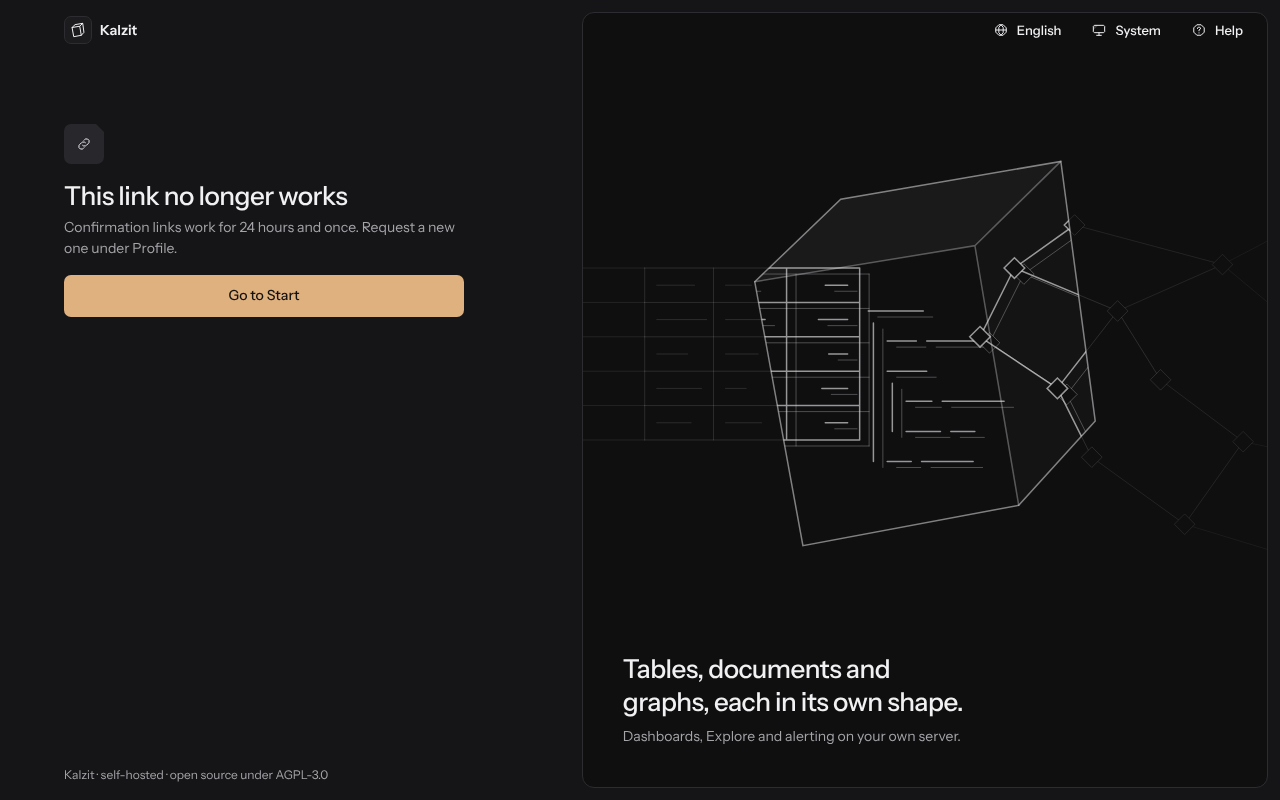 Kalzit
English
System
Help
This link no longer works
Confirmation links work for 24 hours and once. Request a new
one under Profile.
Go to Start
Tables, documents and
graphs, each in its own shape.
Dashboards, Explore and alerting on your own server.
Kalzit · self-hosted · open source under AGPL-3.0